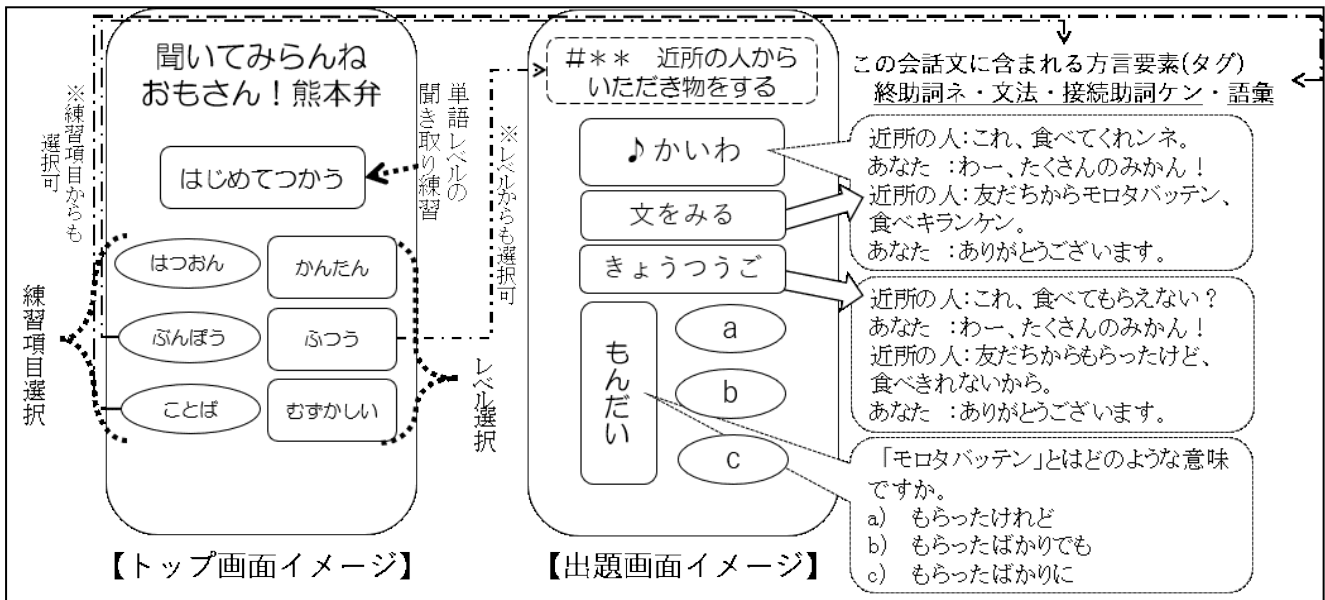 聞いてみらんね
おもさん！熊本弁
はじめてつかう
はつおん
かんたん
ぶんぽう
ふつう
ことば
むずかしい
※練習項目からも
選択可
練習項目選択
単語レベルの
聞き取り練習
※レベルからも選択可
レベル選択
【トップ画面イメージ】
＃＊＊　近所の人から
いただき物をする
♪かいわ
文をみる
きょうつうご
もんだい
a
b
c
【出題画面イメージ】
この会話文に含まれる方言要素(タグ)
終助詞ネ・文法・接続助詞ケン・語彙
近所の人：これ、食べてくれンネ。
あなた　：わー、たくさんのみかん！
近所の人：友だちからモロタバッテン、
食べキランケン。
あなた　：ありがとうございます。
近所の人：これ、食べてもらえない？
あなた　：わー、たくさんのみかん！
近所の人：友だちからもらったけど、
食べきれないから。
あなた　：ありがとうございます。
「モロタバッテン」とはどのような意味
ですか。
a)　もらったけれど
b)　もらったばかりでも
c)　もらったばかりに